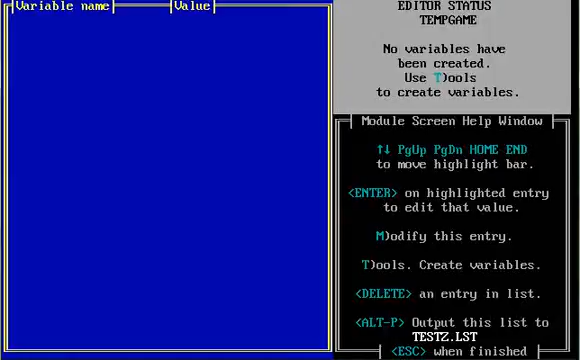 Variable name
Value
EDITOR STATUS
TEMPGAME
No variables have
been created.
Use T)ools
to create variables.
Module Screen Help Window
↑↓ PgUp PgDn HOME END
to move highlight bar.
<ENTER> on highlighted entry
to edit that value.
M)odify this entry.
T)ools. Create variables.
<DELETE> an entry in list.
<ALT-P> Output this list to
TESTZ.LST
<ESC> when finished